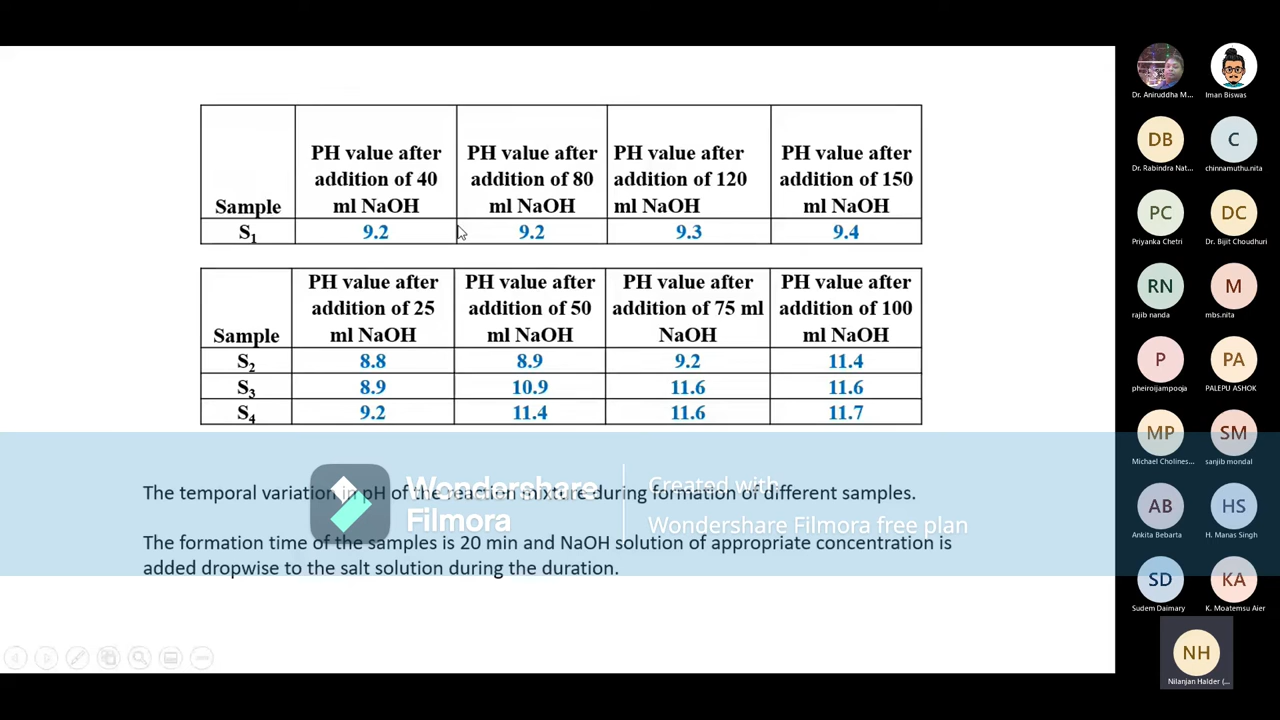 PH value after addition of 40 ml NaOH
PH value after addition of 80 ml NaOH
PH value after addition of 120 ml NaOH
PH value after addition of 150 ml NaOH
Sample
S₁ 9.2 9.2 9.3 9.4
PH value after addition of 25 ml NaOH
PH value after addition of 50 ml NaOH
PH value after addition of 75 ml NaOH
PH value after addition of 100 ml NaOH
Sample
S₂ 8.8 8.9 9.2 11.4
S₃ 8.9 10.9 11.6 11.6
S₄ 9.2 11.4 11.6 11.7
The temporal variation in pH of the reaction mixture during formation of different samples.
The formation time of the samples is 20 min and NaOH solution of appropriate concentration is
added dropwise to the salt solution during the duration.
Wondershare
Filmora
Created with
Wondershare Filmora free plan
Dr. Aniruddha M...
Iman Biswas
DB
Dr. Rabindra Nat...
C
chinnamuthu.nita
PC
Priyanka Chetri
DC
Dr. Bijit Choudhuri
RN
rajib nanda
M
mbs.nita
P
pheiroijampooja
PA
PALEPU ASHOK
MP
Michael Cholines...
SM
sanjib mondal
AB
Ankita Bebarta
HS
H. Manas Singh
SD
Sudem Daimary
KA
K. Moatemsu Aier
NH
Nilanjan Halder (...